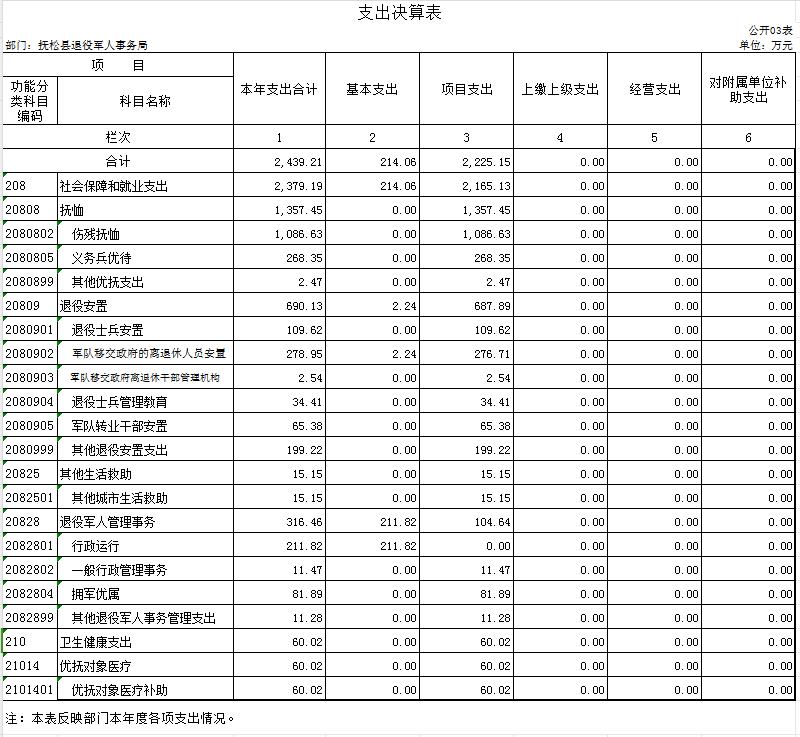 支出决算表
公开03表
部门：抚松县退役军人事务局 单位：万元
项 目 本年支出合计 基本支出 项目支出 上缴上级支出 经营支出 对附属单位补助支出
功能分类科目编码 科目名称
栏次 1 2 3 4 5 6
合计 2,439.21 214.06 2,225.15 0.00 0.00 0.00
208 社会保障和就业支出 2,379.19 214.06 2,165.13 0.00 0.00 0.00
20808 抚恤 1,357.45 0.00 1,357.45 0.00 0.00 0.00
2080802 伤残抚恤 1,086.63 0.00 1,086.63 0.00 0.00 0.00
2080805 义务兵优待 268.35 0.00 268.35 0.00 0.00 0.00
2080899 其他优抚支出 2.47 0.00 2.47 0.00 0.00 0.00
20809 退役安置 690.13 2.24 687.89 0.00 0.00 0.00
2080901 退役士兵安置 109.62 0.00 109.62 0.00 0.00 0.00
2080902 军队移交政府的离退休人员安置 278.95 2.24 276.71 0.00 0.00 0.00
2080903 军队移交政府离退休干部管理机构 2.54 0.00 2.54 0.00 0.00 0.00
2080904 退役士兵管理教育 34.41 0.00 34.41 0.00 0.00 0.00
2080905 军队转业干部安置 65.38 0.00 65.38 0.00 0.00 0.00
2080999 其他退役安置支出 199.22 0.00 199.22 0.00 0.00 0.00
20825 其他生活救助 15.15 0.00 15.15 0.00 0.00 0.00
2082501 其他城市生活救助 15.15 0.00 15.15 0.00 0.00 0.00
20828 退役军人管理事务 316.46 211.82 104.64 0.00 0.00 0.00
2082801 行政运行 211.82 211.82 0.00 0.00 0.00 0.00
2082802 一般行政管理事务 11.47 0.00 11.47 0.00 0.00 0.00
2082804 拥军优属 81.89 0.00 81.89 0.00 0.00 0.00
2082899 其他退役军人事务管理支出 11.28 0.00 11.28 0.00 0.00 0.00
210 卫生健康支出 60.02 0.00 60.02 0.00 0.00 0.00
21014 优抚对象医疗 60.02 0.00 60.02 0.00 0.00 0.00
2101401 优抚对象医疗补助 60.02 0.00 60.02 0.00 0.00 0.00
注：本表反映部门本年度各项支出情况。